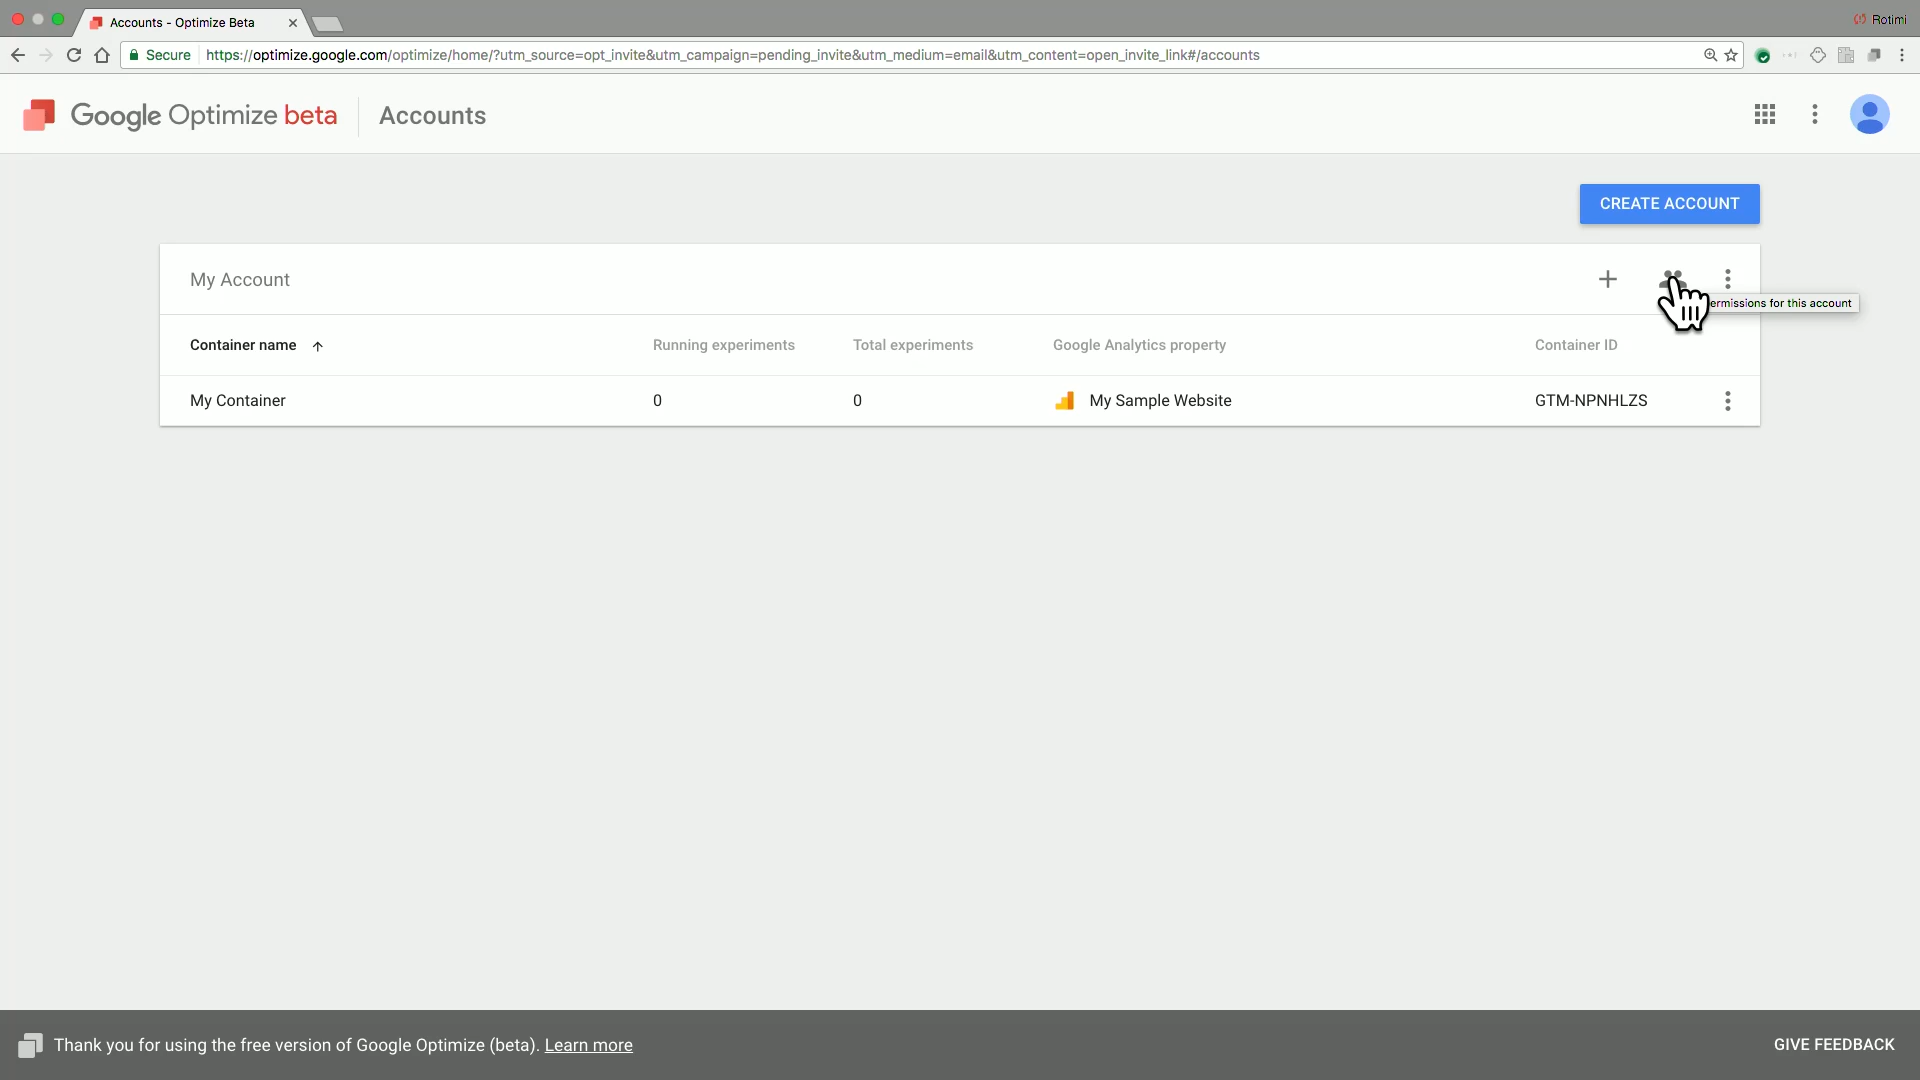 Accounts - Optimize Beta
Rotimi
Secure https://optimize.google.com/optimize/home/?utm_source=opt_invite&utm_campaign=pending_invite&utm_medium=email&utm_content=open_invite_link#/accounts
Google Optimize beta Accounts
CREATE ACCOUNT
My Account
for this account
Container name Running experiments Total experiments Google Analytics property Container ID
My Container 0 0 My Sample Website GTM-NPNHLZS
Thank you for using the free version of Google Optimize (beta). Learn more
GIVE FEEDBACK